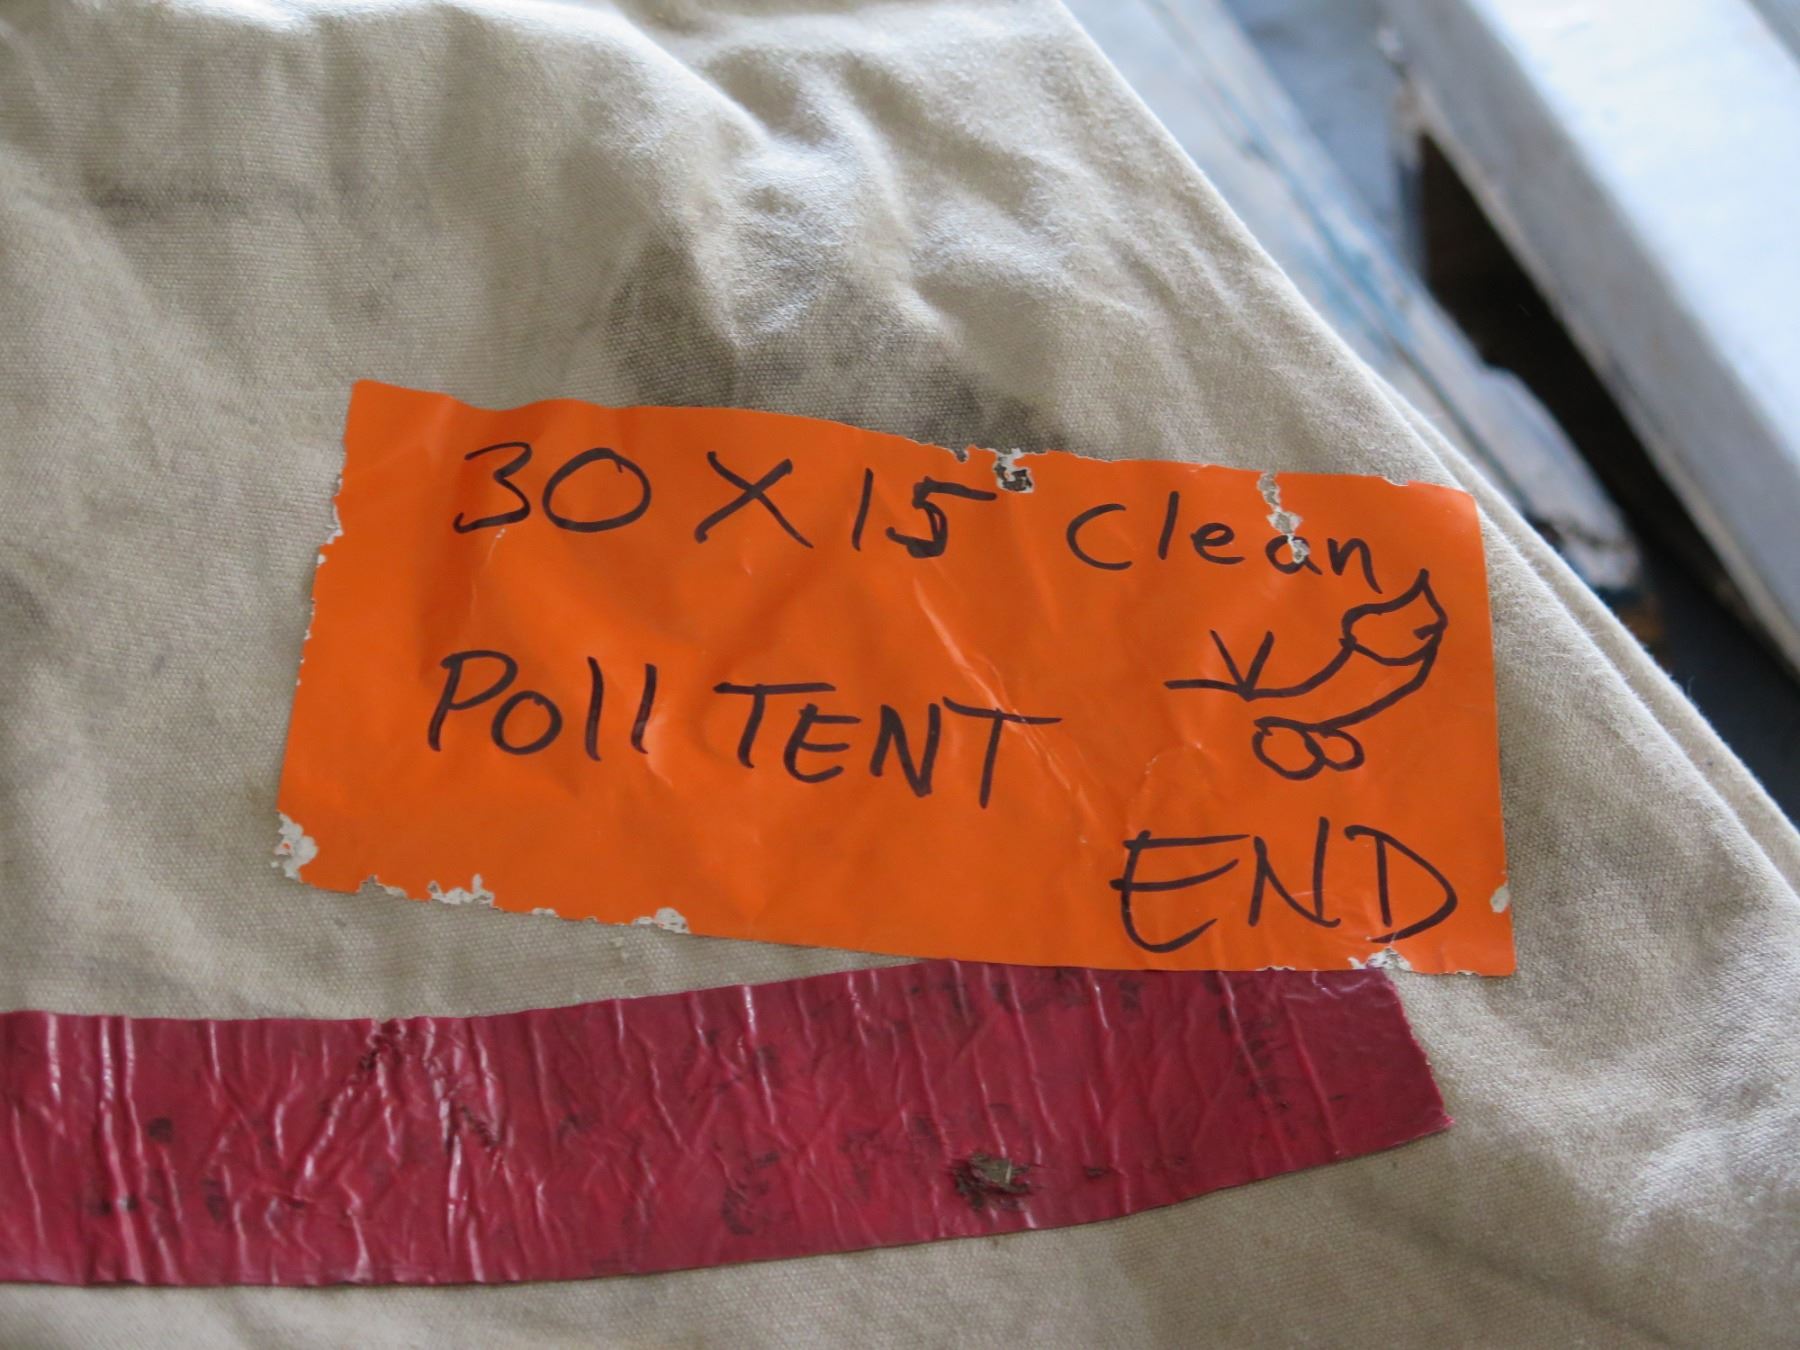 30 X 15 Clean
Poll TENT
END